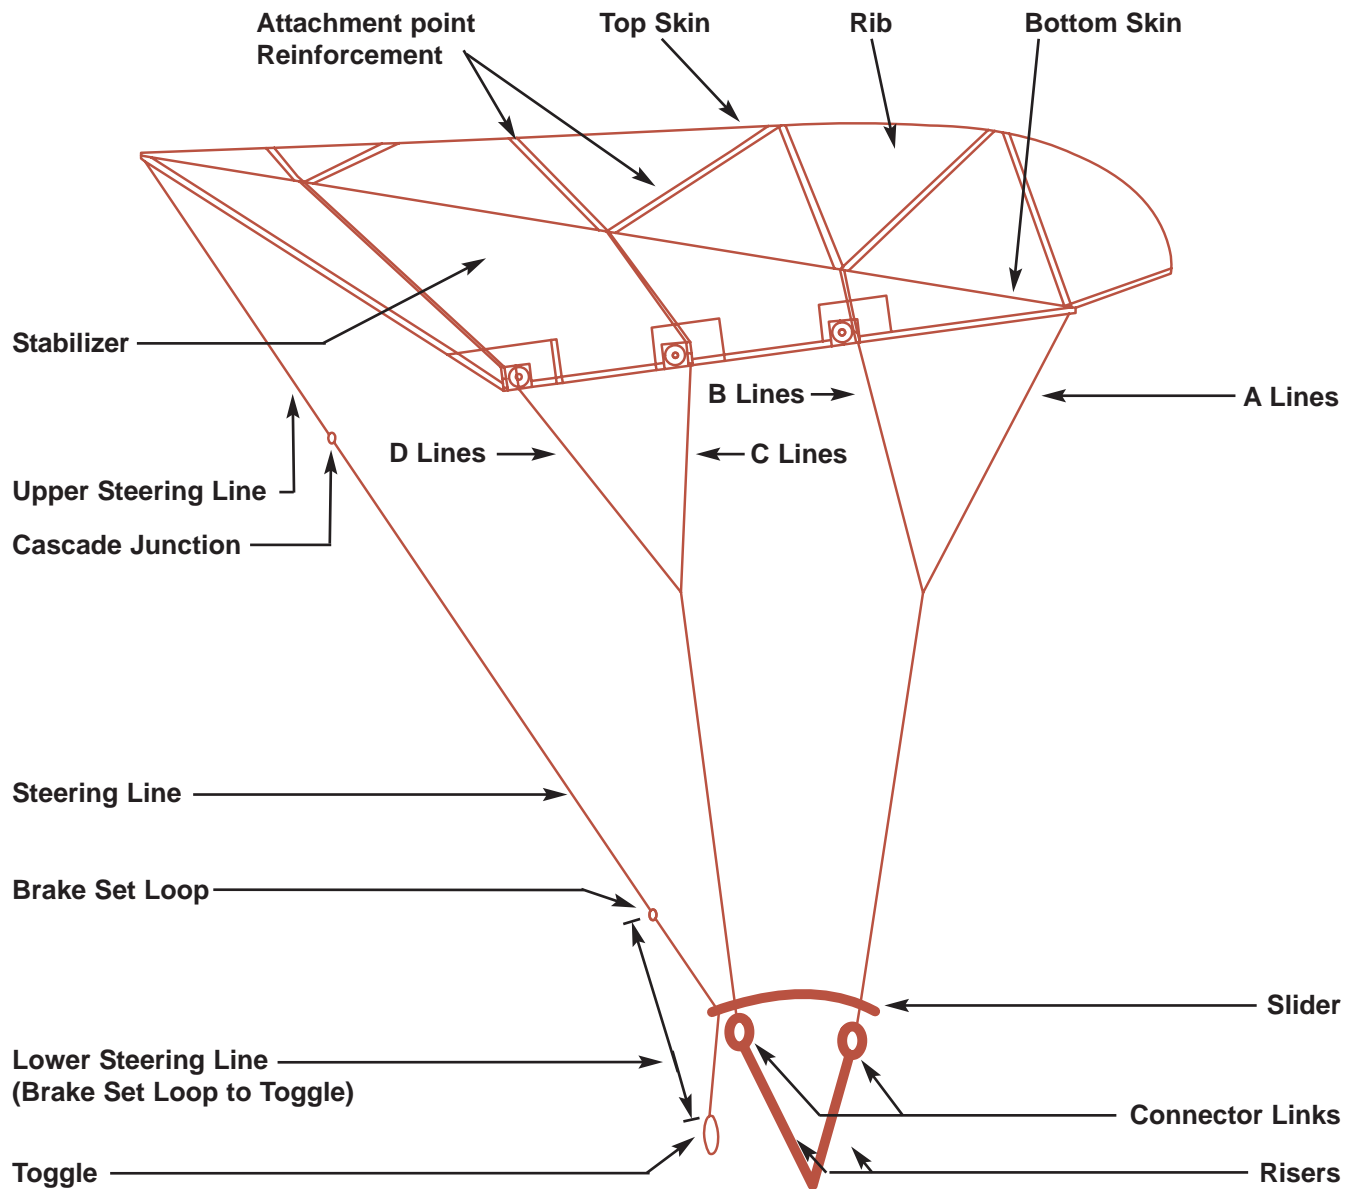 Attachment point
Reinforcement
Top Skin
Rib
Bottom Skin
Stabilizer
B Lines
A Lines
D Lines
C Lines
Upper Steering Line
Cascade Junction
Steering Line
Brake Set Loop
Slider
Lower Steering Line
(Brake Set Loop to Toggle)
Connector Links
Toggle
Risers